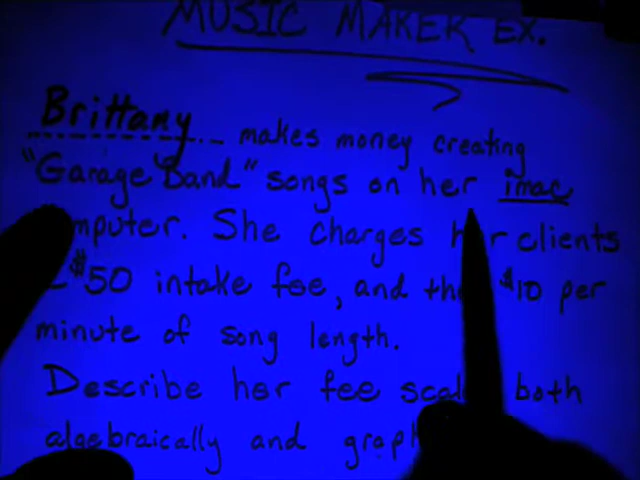 MUSIC MAKER EX.
Brittany... makes money creating
"Garage Band" songs on her imac
She charges clients
$50 intake fee, and $10 per
minute of song length.
Describe her fee both
algebraically and